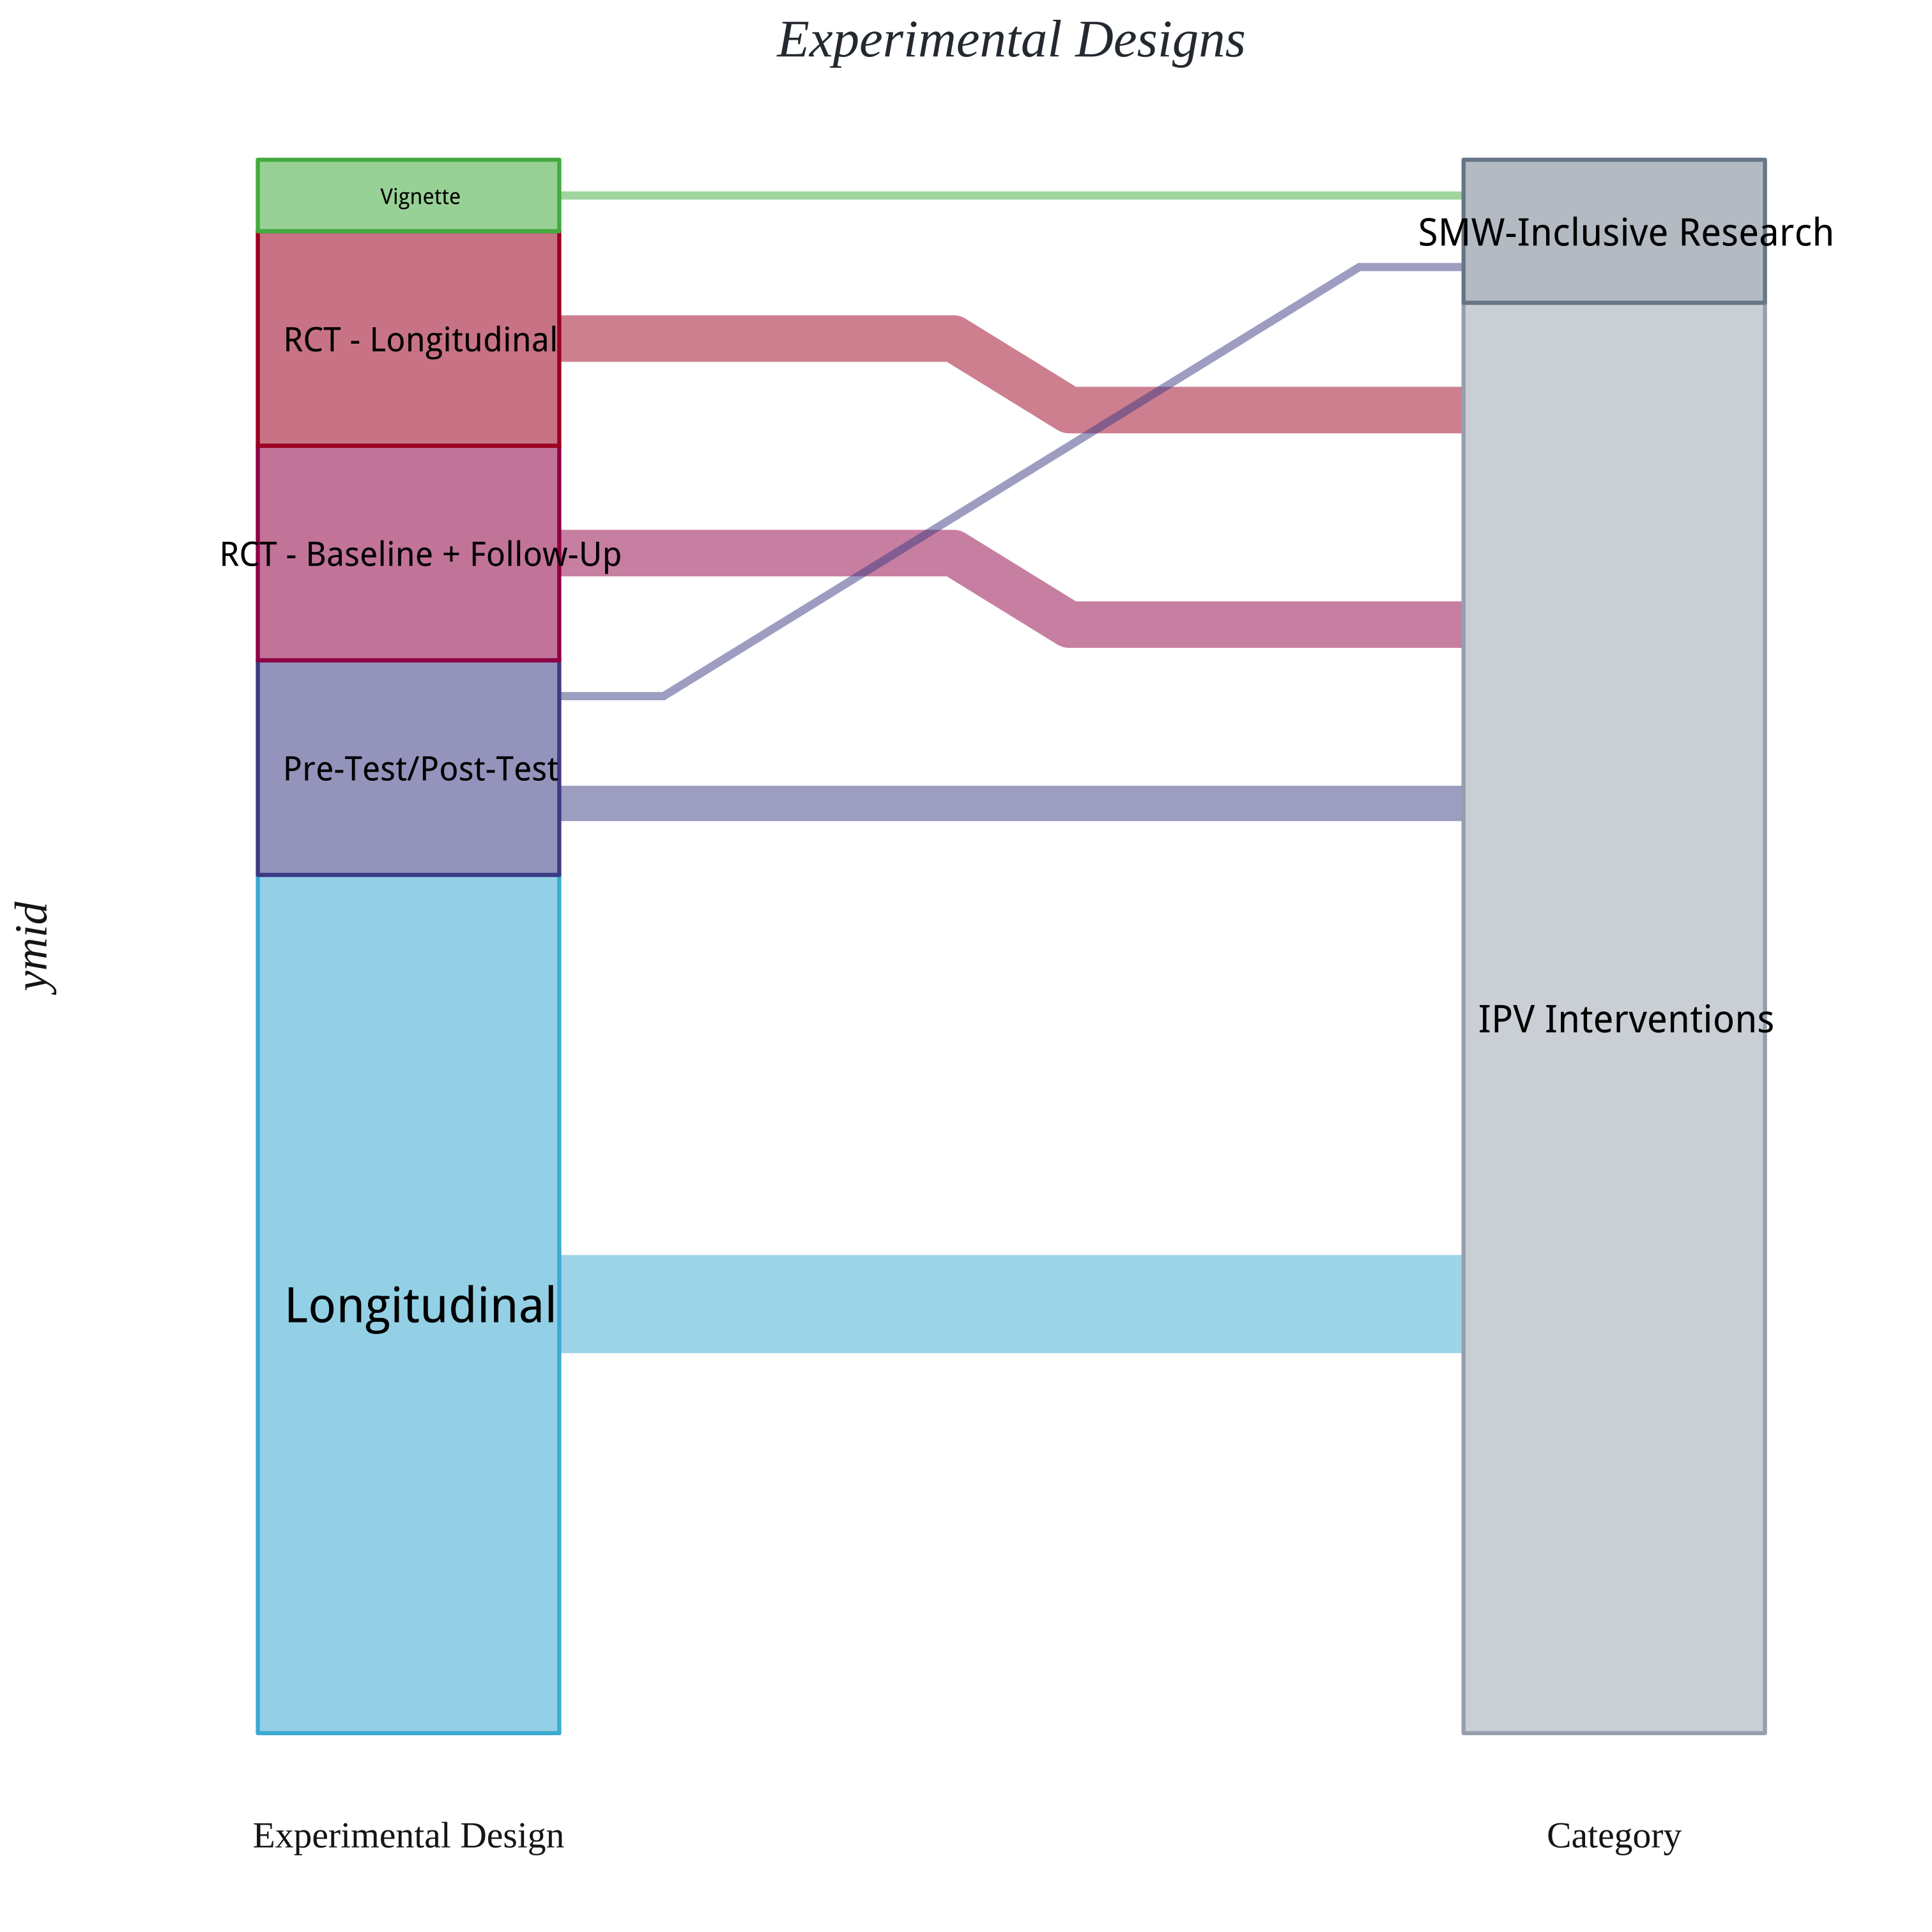 Experimental Designs
Vignette
SMW-Inclusive Research
RCT - Longitudinal
RCT - Baseline + Follow-Up
Pre-Test/Post-Test
ymid
IPV Interventions
Longitudinal
Experimental Design
Category